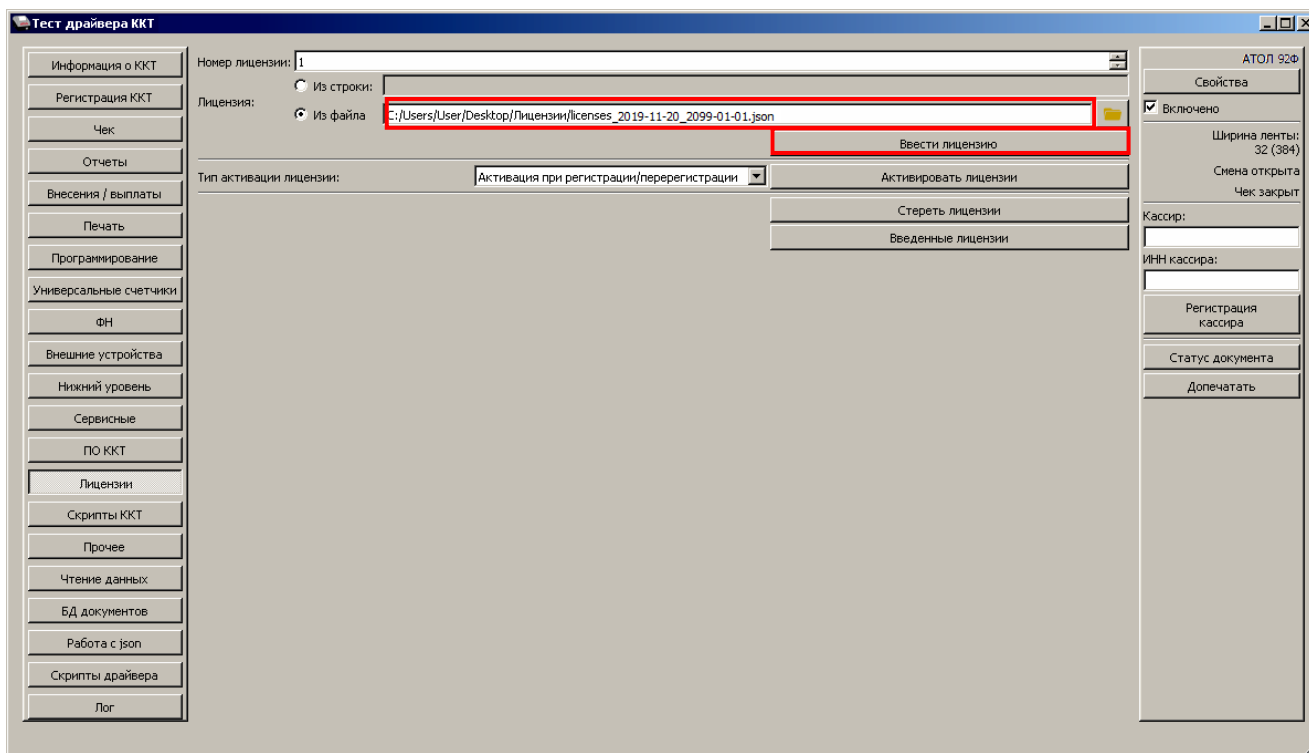 Тест драйвера ККТ
Информация о ККТ
Регистрация ККТ
Чек
Отчеты
Внесения / выплаты
Печать
Программирование
Универсальные счетчики
ФН
Внешние устройства
Нижний уровень
Сервисные
ПО ККТ
Лицензии
Скрипты ККТ
Прочее
Чтение данных
БД документов
Работа с json
Скрипты драйвера
Лог
Номер лицензии: 1
Лицензия:
Из строки:
Из файла C:/Users/User/Desktop/Лицензии/licenses_2019-11-20_2099-01-01.json
Ввести лицензию
Тип активации лицензии: Активация при регистрации/перерегистрации Активировать лицензии
Стереть лицензии
Введенные лицензии
АТОЛ 92Ф
Свойства
Включено
Ширина ленты:
32 (384)
Смена открыта
Чек закрыт
Кассир:
ИНН кассира:
Регистрация
кассира
Статус документа
Допечатать